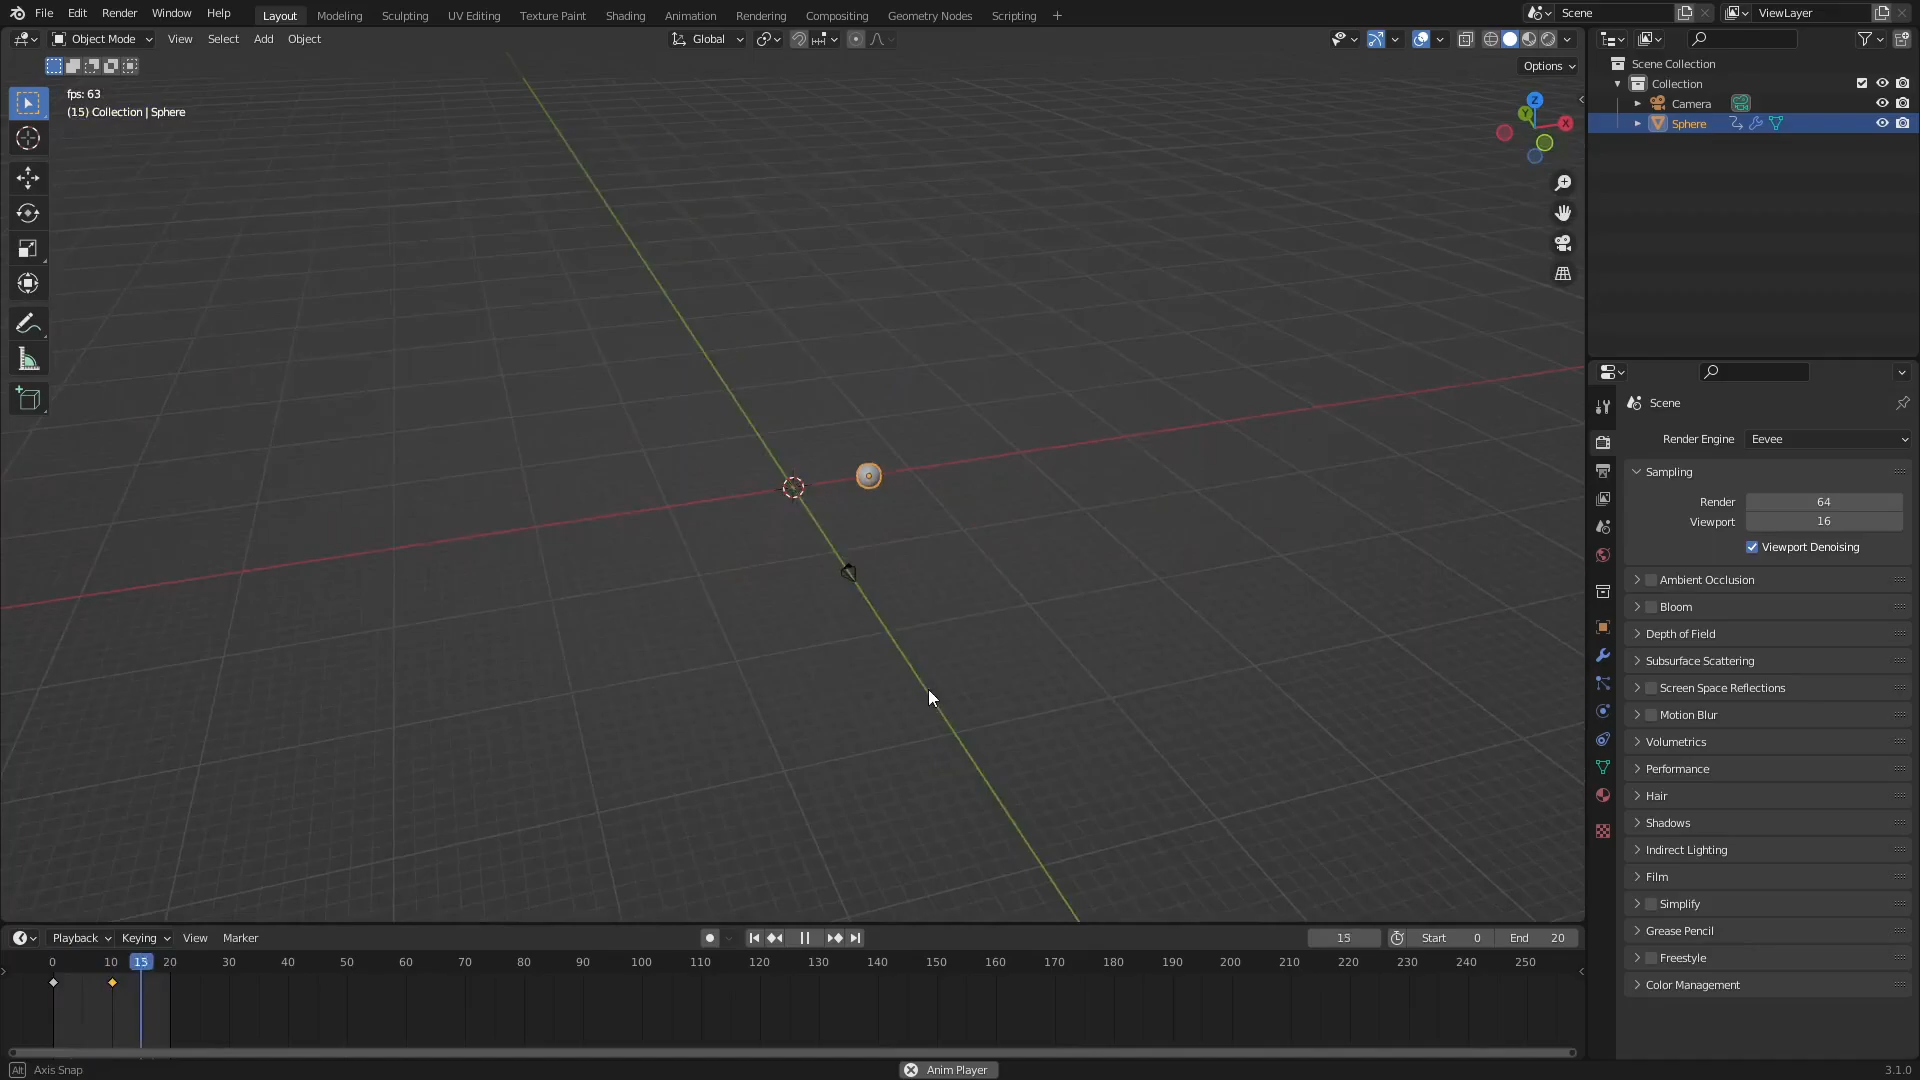 File Edit Render Window Help Layout Modeling Sculpting UV Editing Texture Paint Shading Animation Rendering Compositing Geometry Nodes Scripting + Scene ViewLayer
Object Mode View Select Add Object Global
Options
fps: 63
(15) Collection | Sphere
Z
Y
X
Scene Collection
Collection
Camera
Sphere
Scene
Render Engine Eevee
Sampling
Render 64
Viewport 16
Viewport Denoising
Ambient Occlusion
Bloom
Depth of Field
Subsurface Scattering
Screen Space Reflections
Motion Blur
Volumetrics
Performance
Hair
Shadows
Indirect Lighting
Film
Simplify
Grease Pencil
Freestyle
Color Management
Playback Keying View Marker 15 Start 0 End 20
0 10 15 20 30 40 50 60 70 80 90 100 110 120 130 140 150 160 170 180 190 200 210 220 230 240 250
Alt Axis Snap Anim Player 3.1.0